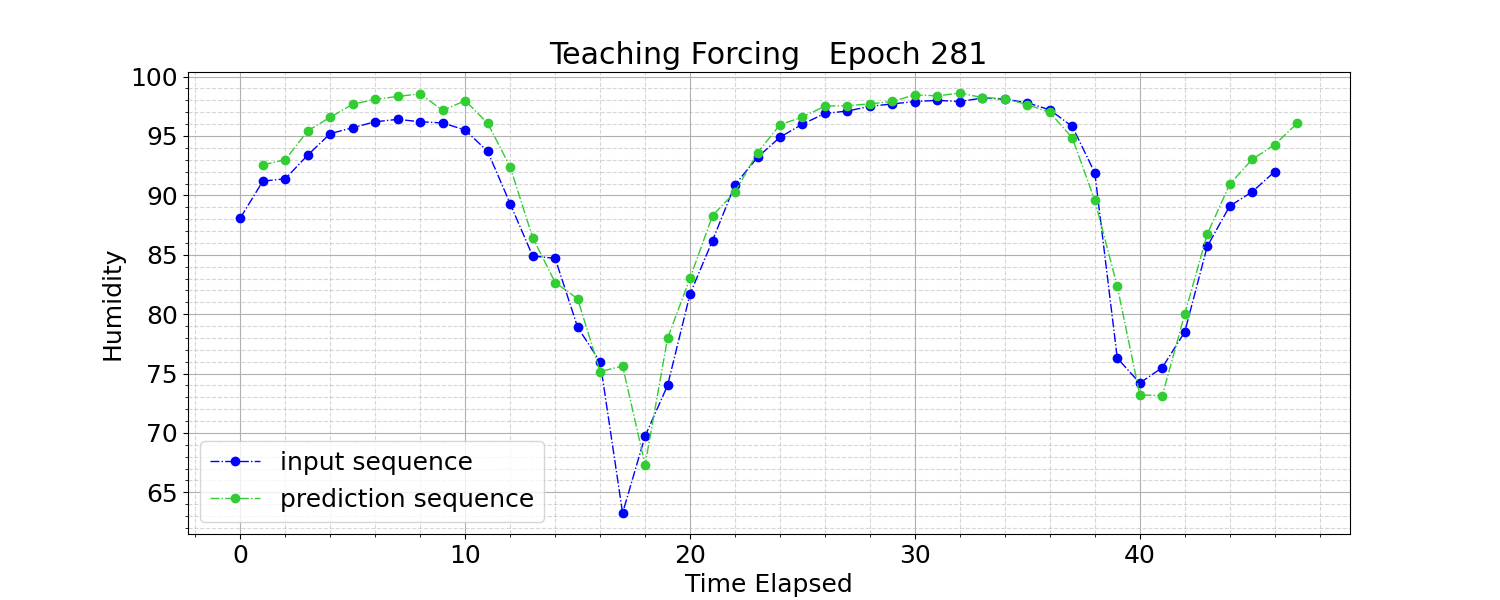 Teaching Forcing   Epoch 281
100
95
90
85
80
75
70
65
Humidity
input sequence
prediction sequence
0 10 20 30 40
Time Elapsed